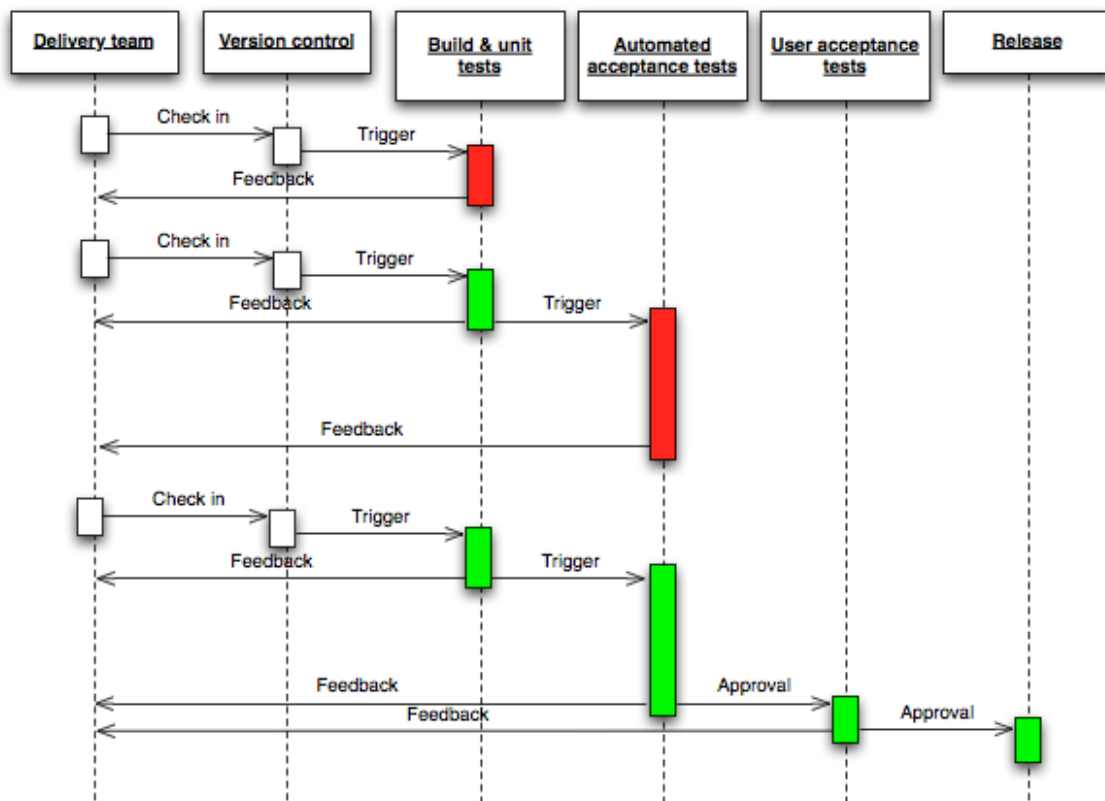 Delivery team
Version control
Build & unit
tests
Automated
acceptance tests
User acceptance
tests
Release
Check in
Trigger
Feedback
Check in
Trigger
Feedback
Trigger
Feedback
Check in
Trigger
Feedback
Trigger
Feedback
Approval
Feedback
Approval